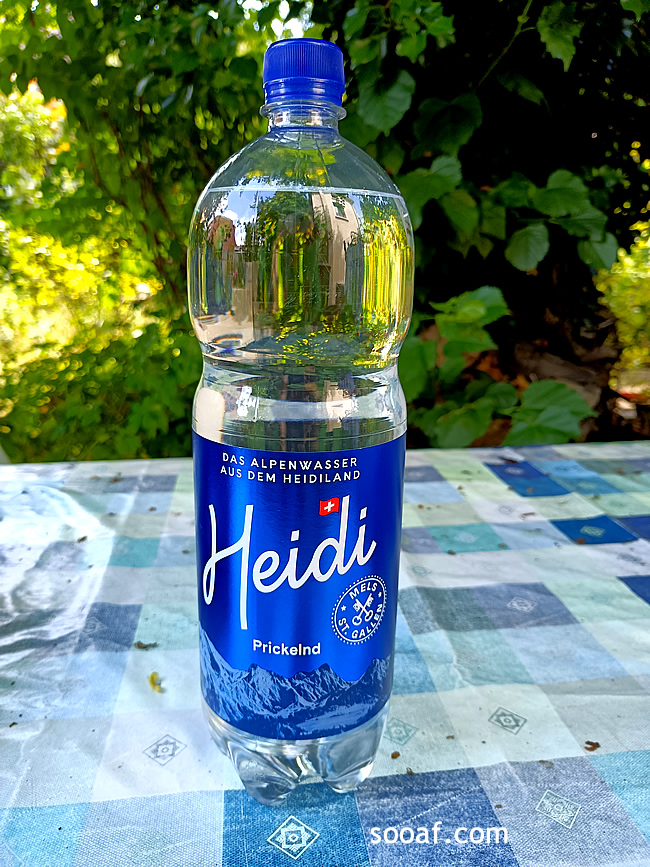 DAS ALPENWASSER
AUS DEM HEIDILAND
Heidi
MELS
ST. GALLEN
Prickelnd
sooaf.com